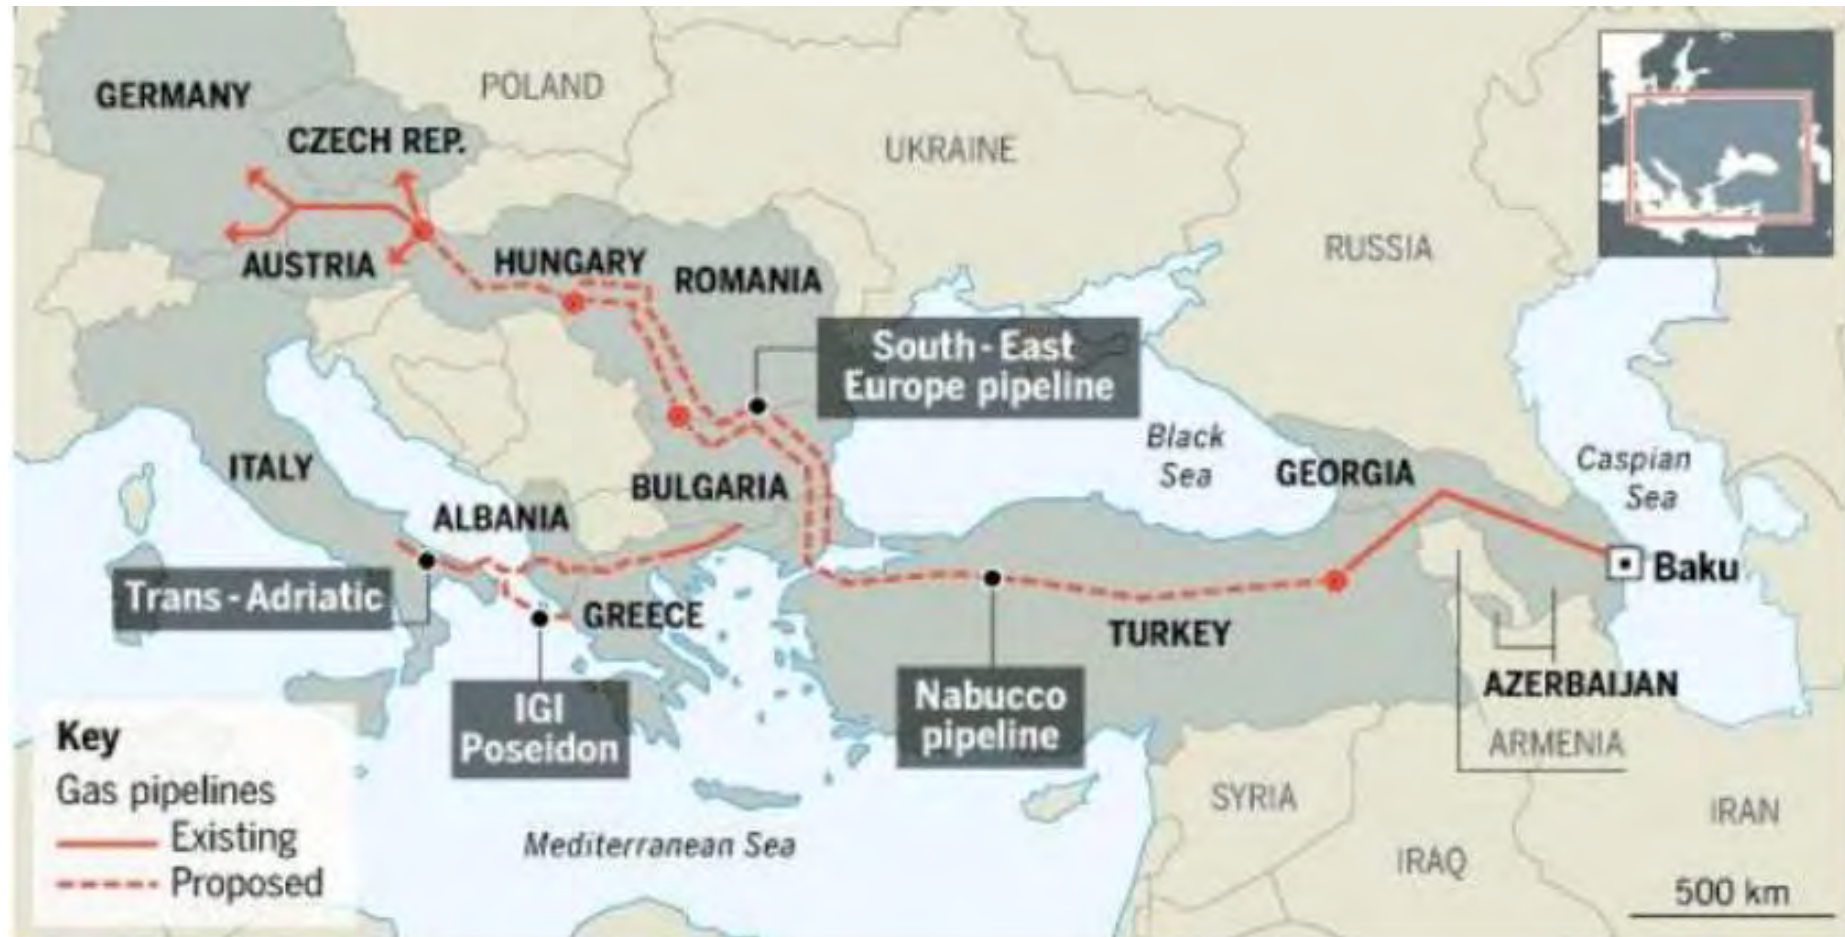 GERMANY
POLAND
CZECH REP.
UKRAINE
RUSSIA
AUSTRIA
HUNGARY
ROMANIA
South-East
Europe pipeline
Black
Sea
Caspian
Sea
ITALY
BULGARIA
GEORGIA
ALBANIA
Baku
Trans-Adriatic
GREECE
TURKEY
IGI
Poseidon
Nabucco
pipeline
AZERBAIJAN
ARMENIA
SYRIA
IRAN
IRAQ
Mediterranean Sea
Key
Gas pipelines
Existing
Proposed
500 km